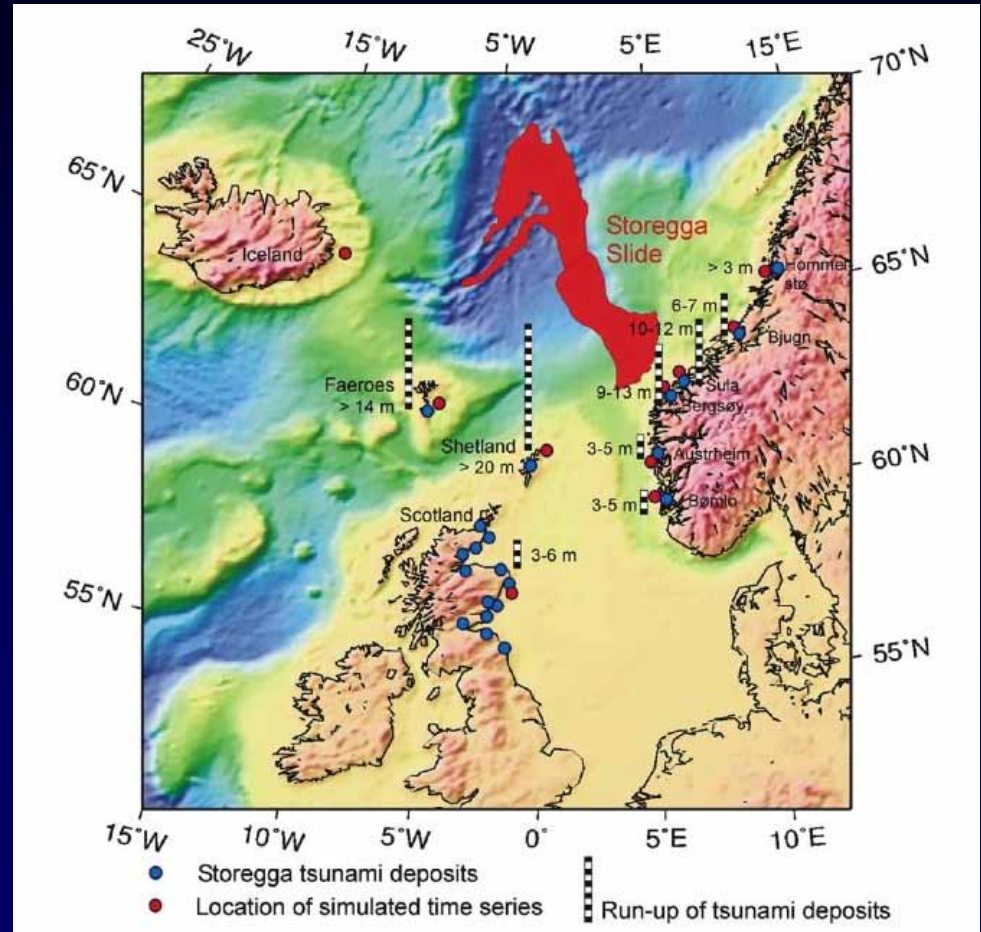 25°W 15°W 5°W 5°E 15°E
70°N
65°N
Storegga
Slide
Iceland
> 3 m
Hommel
stø
65°N
6-7 m
10-12 m
Bjugn
60°N
Faeroes
> 14 m
9-13 m
Sula
Bergsøy
Shetland
> 20 m
3-5 m
Austrheim
60°N
3-5 m
Bømlo
Scotland
3-6 m
55°N
55°N
15°W 10°W 5°W 0° 5°E 10°E
Storegga tsunami deposits
Location of simulated time series
Run-up of tsunami deposits